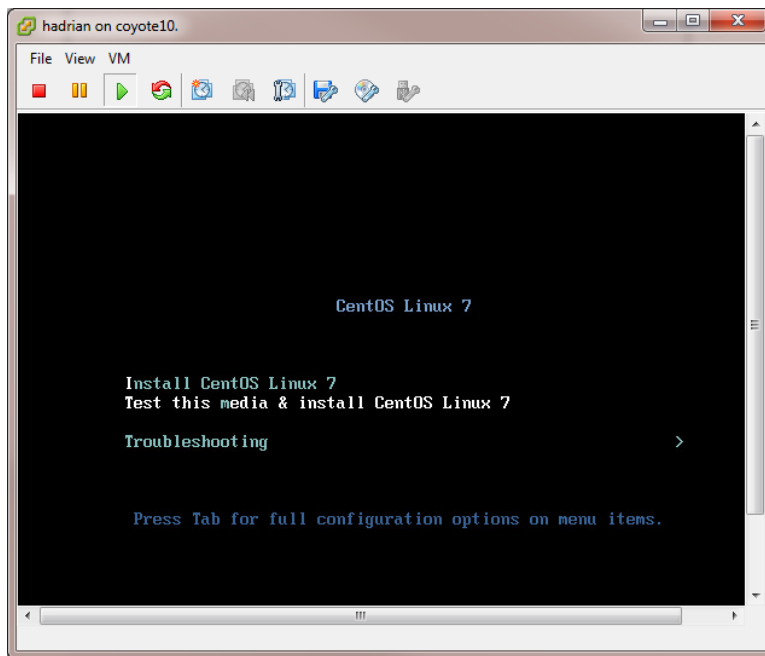 hadrian on coyote10.
File View VM
CentOS Linux 7
Install CentOS Linux 7
Test this media & install CentOS Linux 7
Troubleshooting >
Press Tab for full configuration options on menu items.